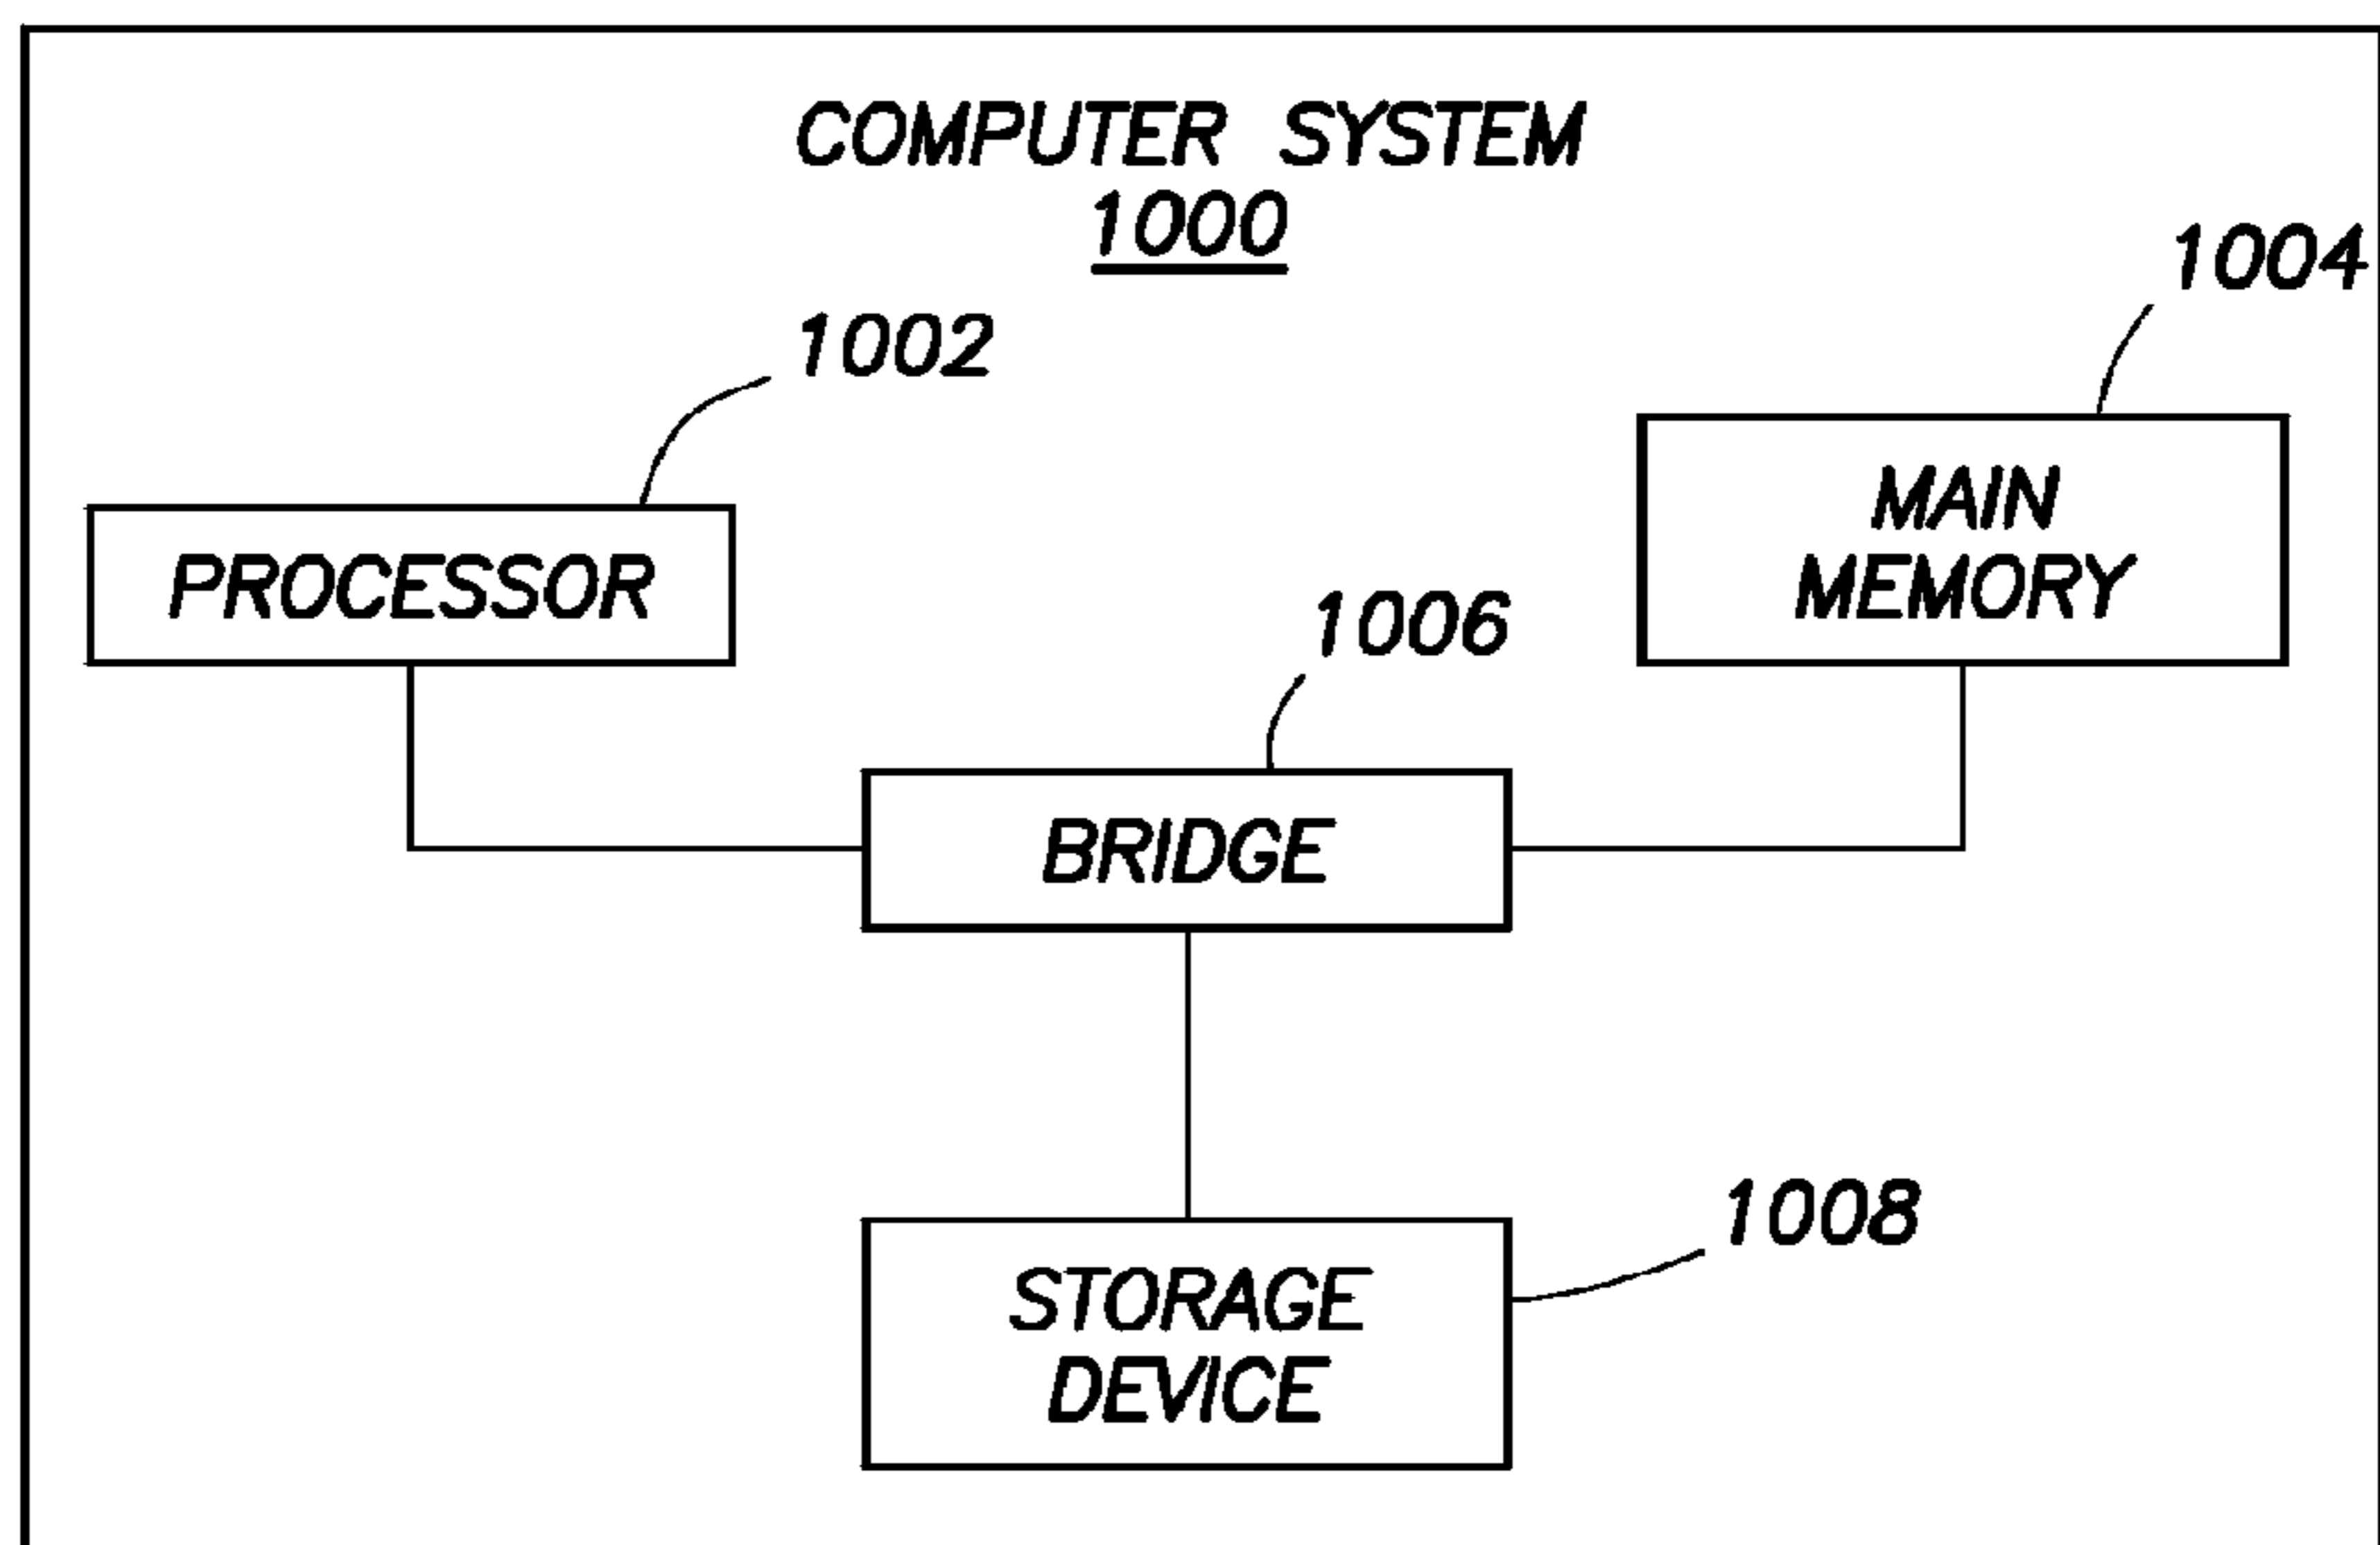 COMPUTER SYSTEM
1000
1002
1004
PROCESSOR
MAIN
MEMORY
1006
BRIDGE
1008
STORAGE
DEVICE